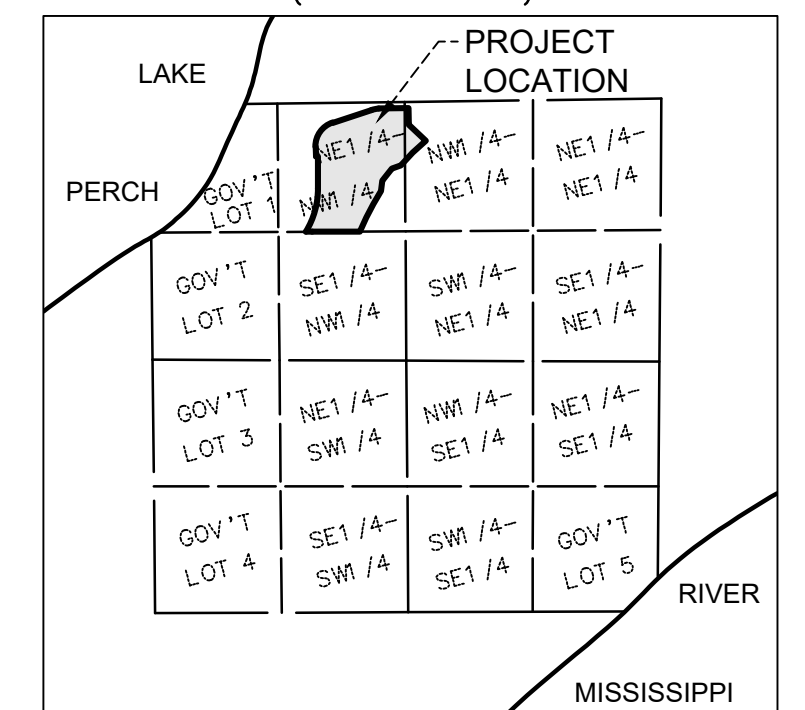 PROJECT
LOCATION
LAKE
PERCH
GOV'T
LOT 1
NE1/4-
NW1/4
NW1/4-
NE1/4
NE1/4-
NE1/4
GOV'T
LOT 2
SE1/4-
NW1/4
SW1/4-
NE1/4
SE1/4-
NE1/4
GOV'T
LOT 3
NE1/4-
SW1/4
NW1/4-
SE1/4
NE1/4-
SE1/4
GOV'T
LOT 4
SE1/4-
SW1/4
SW1/4-
SE1/4
GOV'T
LOT 5
RIVER
MISSISSIPPI